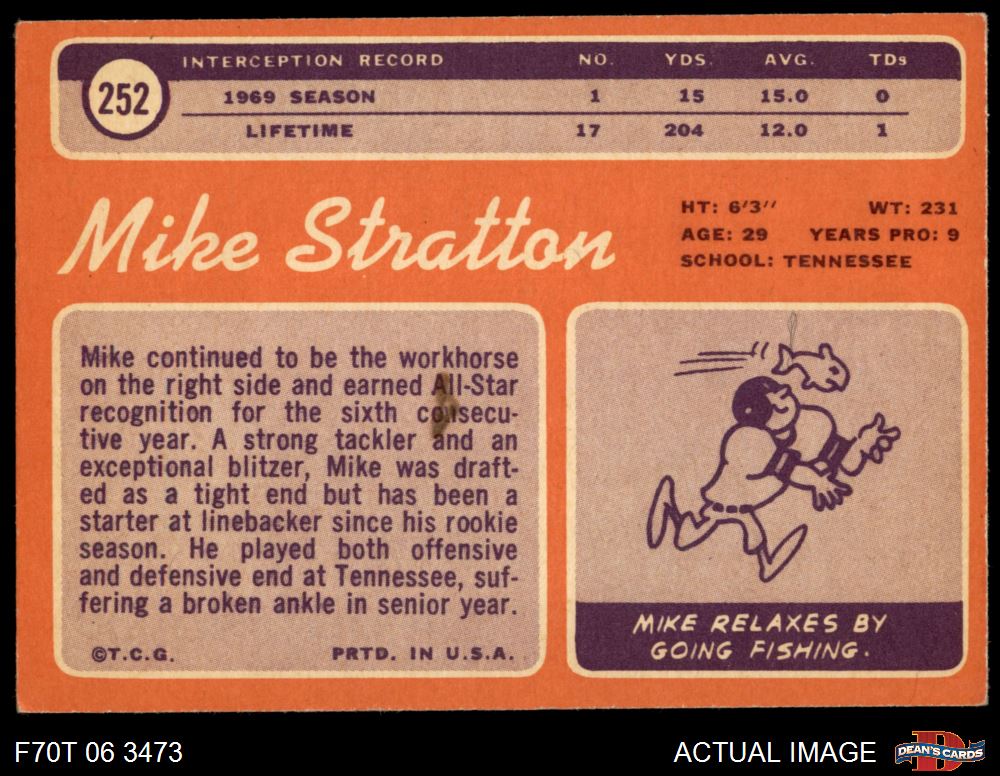 INTERCEPTION RECORD NO. YDS. AVG. TDs
252
1969 SEASON 1 15 15.0 0
LIFETIME 17 204 12.0 1
Mike Stratton
HT: 6'3" WT: 231
AGE: 29 YEARS PRO: 9
SCHOOL: TENNESSEE
Mike continued to be the workhorse
on the right side and earned All-Star
recognition for the sixth consecu-
tive year. A strong tackler and an
exceptional blitzer, Mike was draft-
ed as a tight end but has been a
starter at linebacker since his rookie
season. He played both offensive
and defensive end at Tennessee, suf-
fering a broken ankle in senior year.
©T.C.G. PRTD. IN U.S.A.
MIKE RELAXES BY
GOING FISHING.
F70T 06 3473
ACTUAL IMAGE
D
DEAN'S CARDS